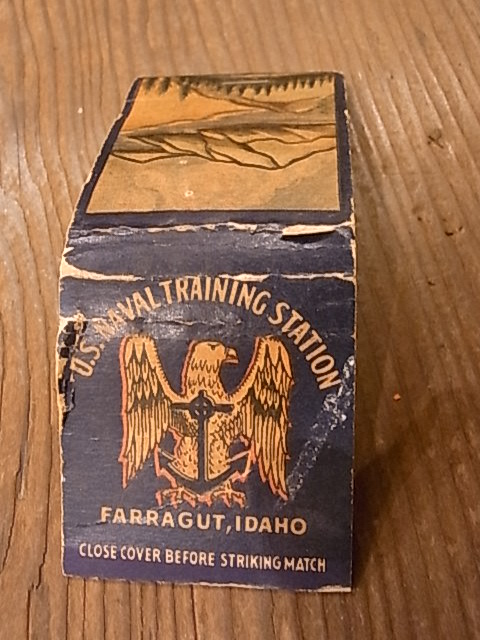 U.S. NAVAL TRAINING STATION
FARRAGUT, IDAHO
CLOSE COVER BEFORE STRIKING MATCH